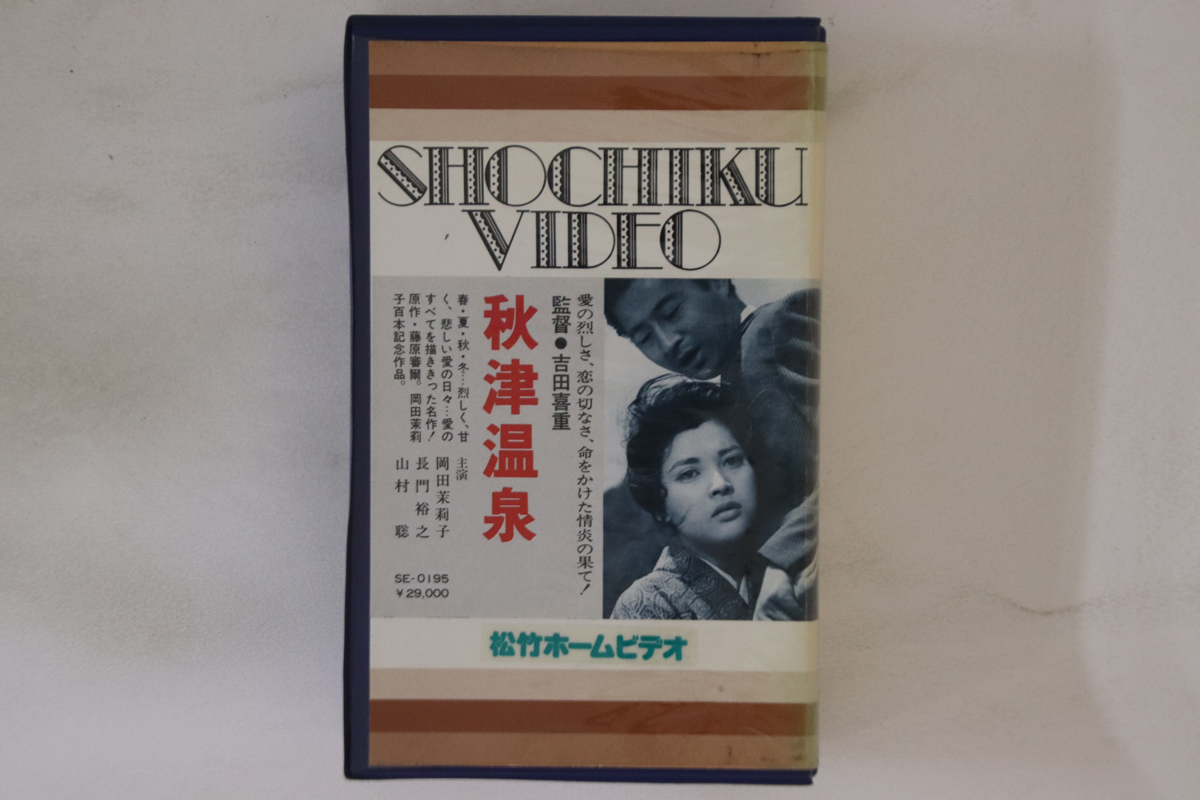 SHOCHIKU
VIDEO
愛の烈しさ、恋の切なさ、命をかけた情炎の果て!
監督●吉田喜重
秋津温泉
春・夏・秋・冬…烈しく、甘
く、悲しい愛の日々…愛の
すべてを描ききった名作!
原作・藤原審爾。岡田茉莉
子百本記念作品。
主演
岡田茉莉子
長門裕之
山村 聡
SE-0195
¥29,000
松竹ホームビデオ